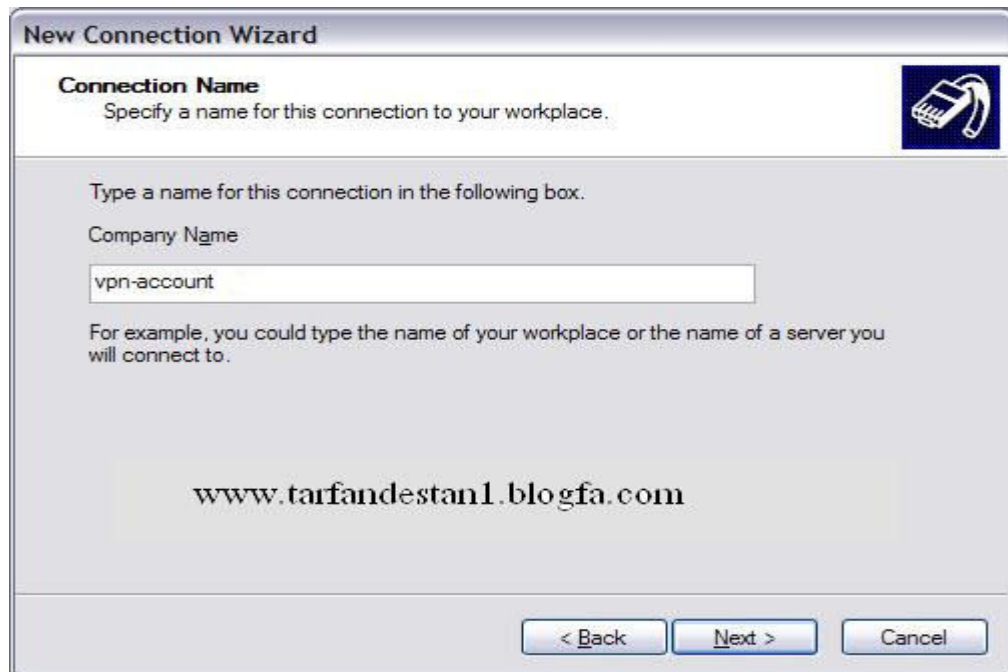 New Connection Wizard
Connection Name
Specify a name for this connection to your workplace.
Type a name for this connection in the following box.
Company Name
vpn-account
For example, you could type the name of your workplace or the name of a server you
will connect to.
www.tarfandestan1.blogfa.com
< Back Next > Cancel